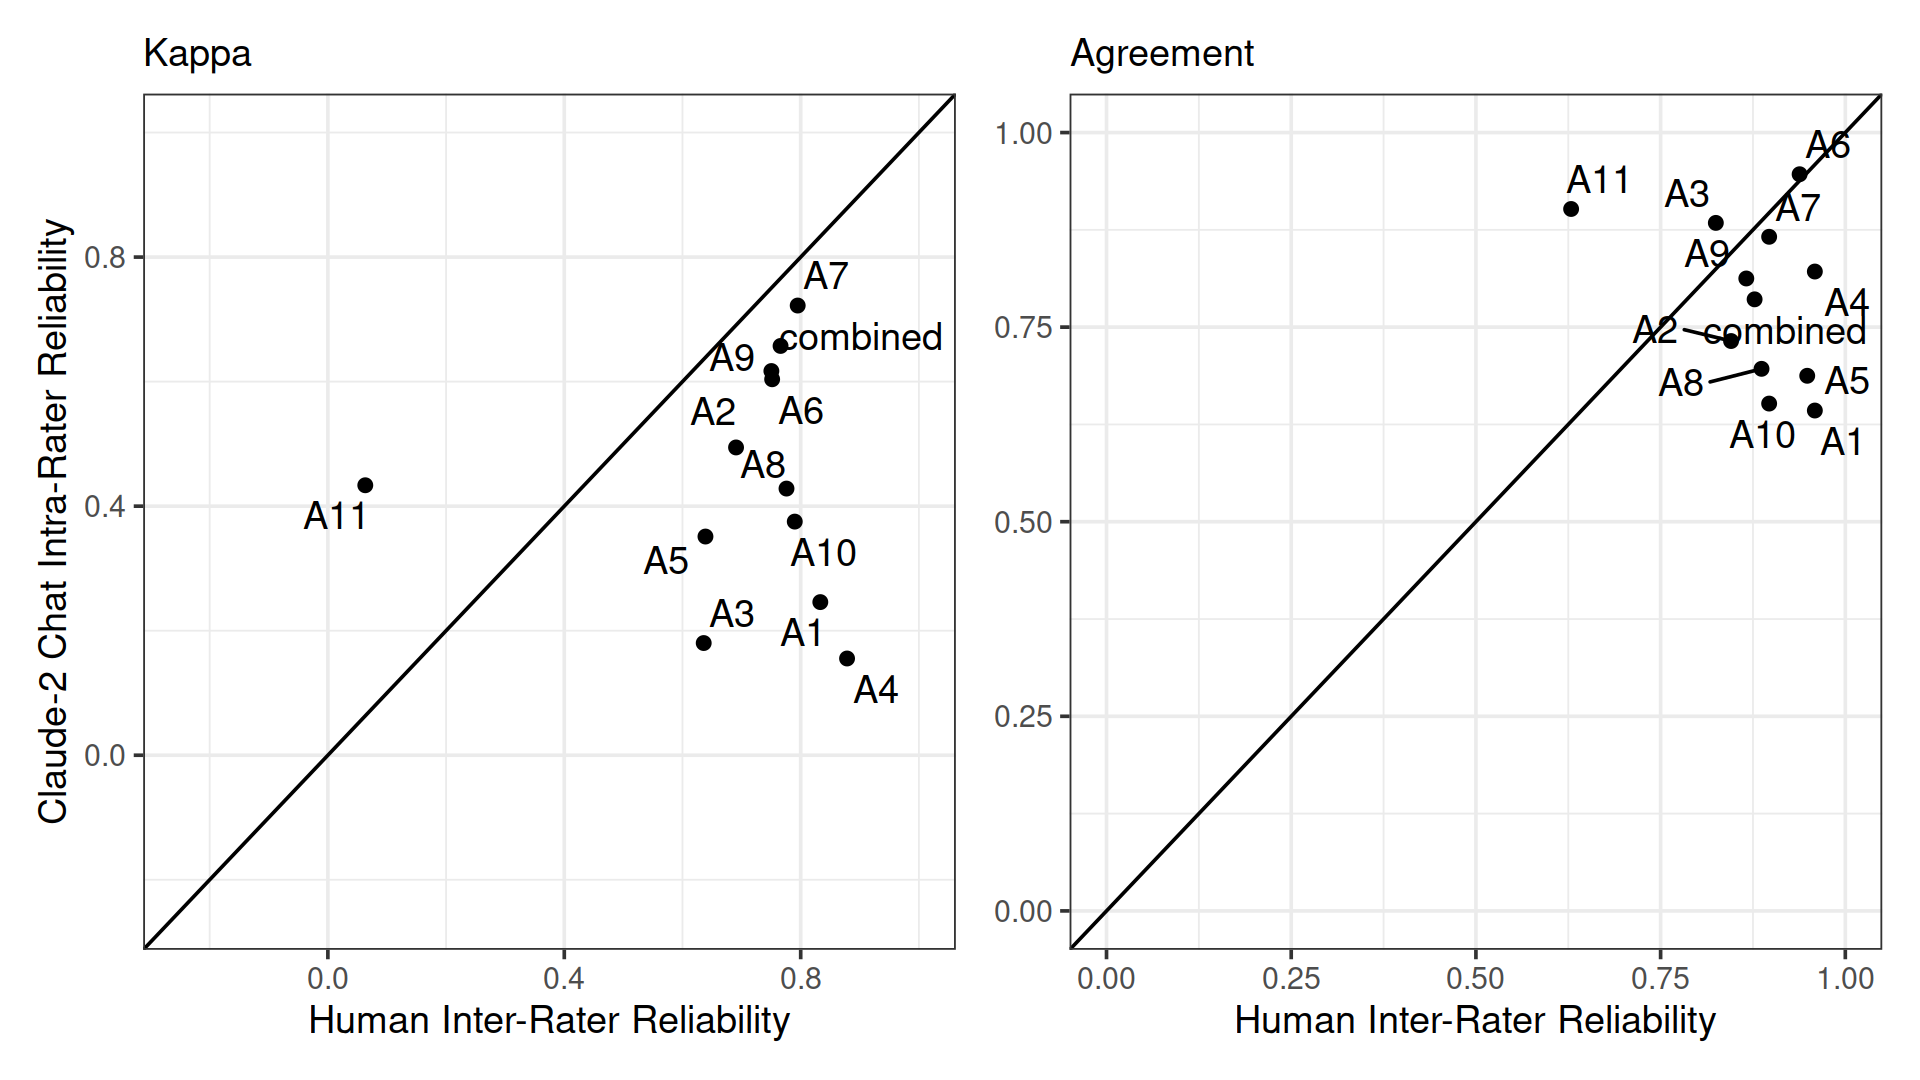 Kappa
Claude-2 Chat Intra-Rater Reliability
0.8
0.4
0.0
A7
combined
A9
A2
A6
A8
A11
A10
A5
A3
A1
A4
0.0 0.4 0.8
Human Inter-Rater Reliability
Agreement
1.00
0.75
0.50
0.25
0.00
A6
A11
A3
A7
A9
A4
A2
combined
A8
A5
A10
A1
0.00 0.25 0.50 0.75 1.00
Human Inter-Rater Reliability